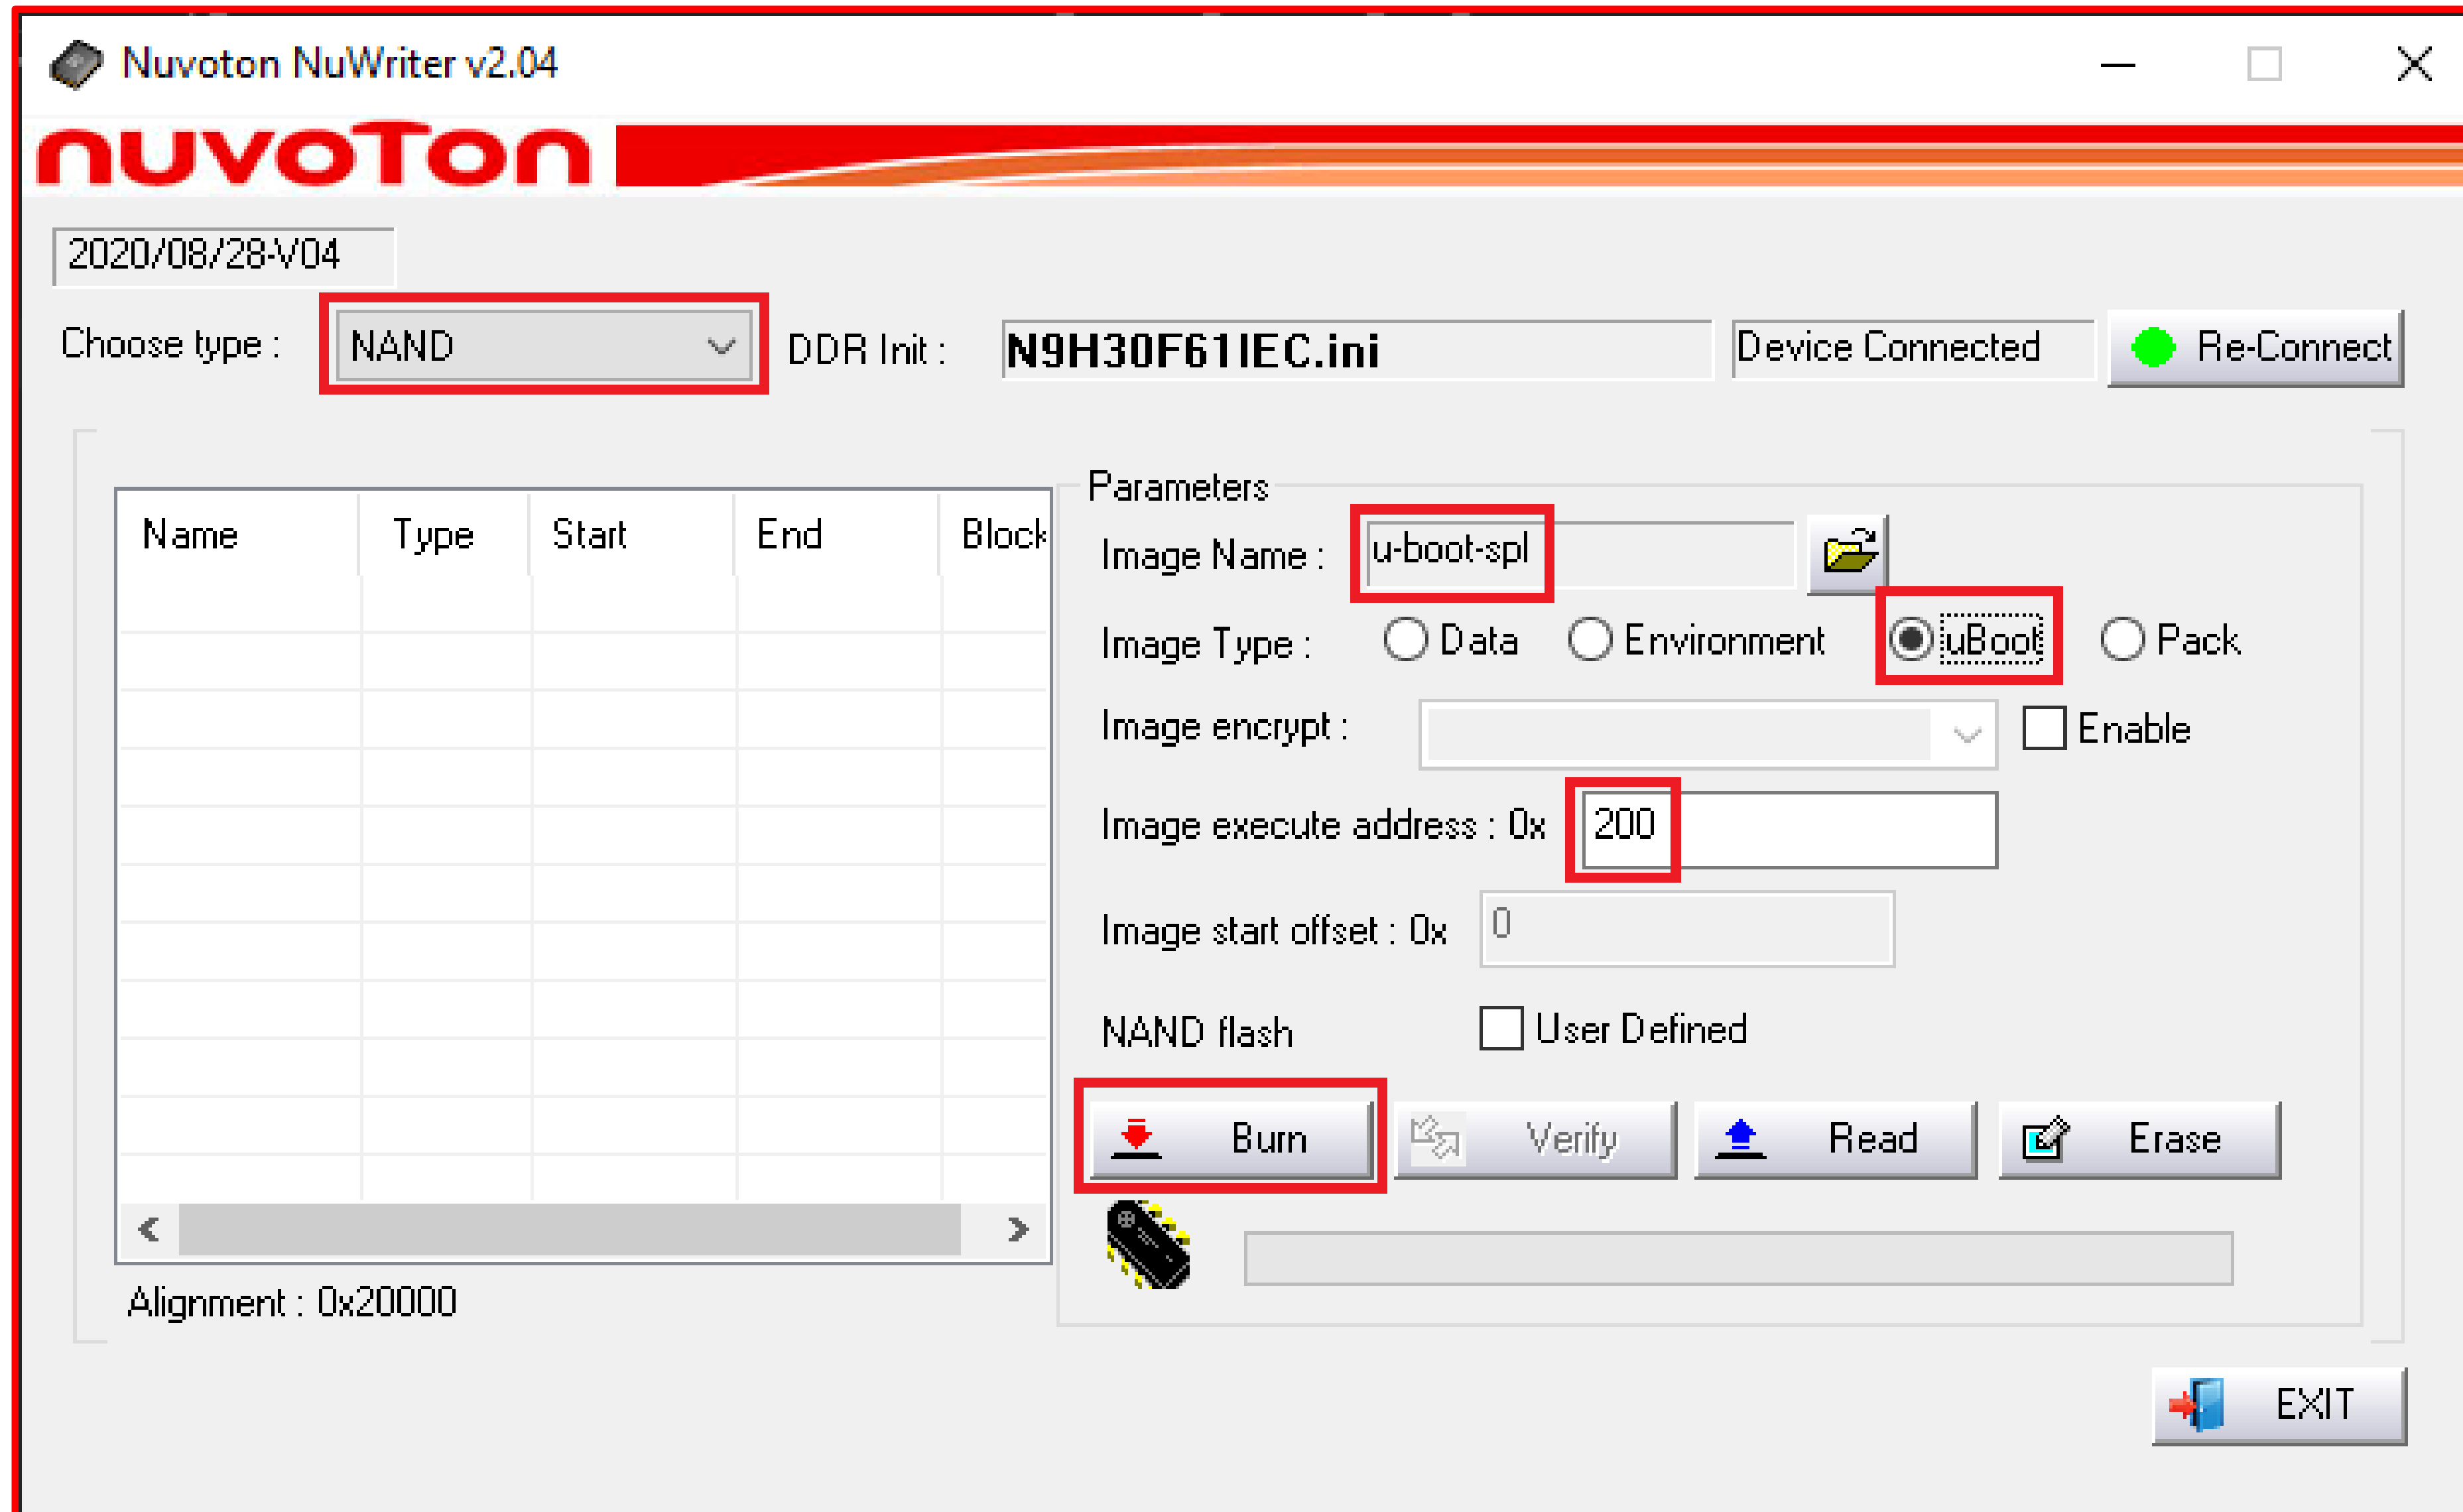 Nuvoton NuWriter v2.04
nuvoTon
2020/08/28-V04
Choose type : NAND DDR Init : N9H30F61IEC.ini Device Connected Re-Connect
Parameters
Name Type Start End Block
Image Name : u-boot-spl
Image Type : Data Environment uBoot Pack
Image encrypt : Enable
Image execute address : 0x 200
Image start offset : 0x 0
NAND flash User Defined
Burn Verify Read Erase
Alignment : 0x20000
EXIT